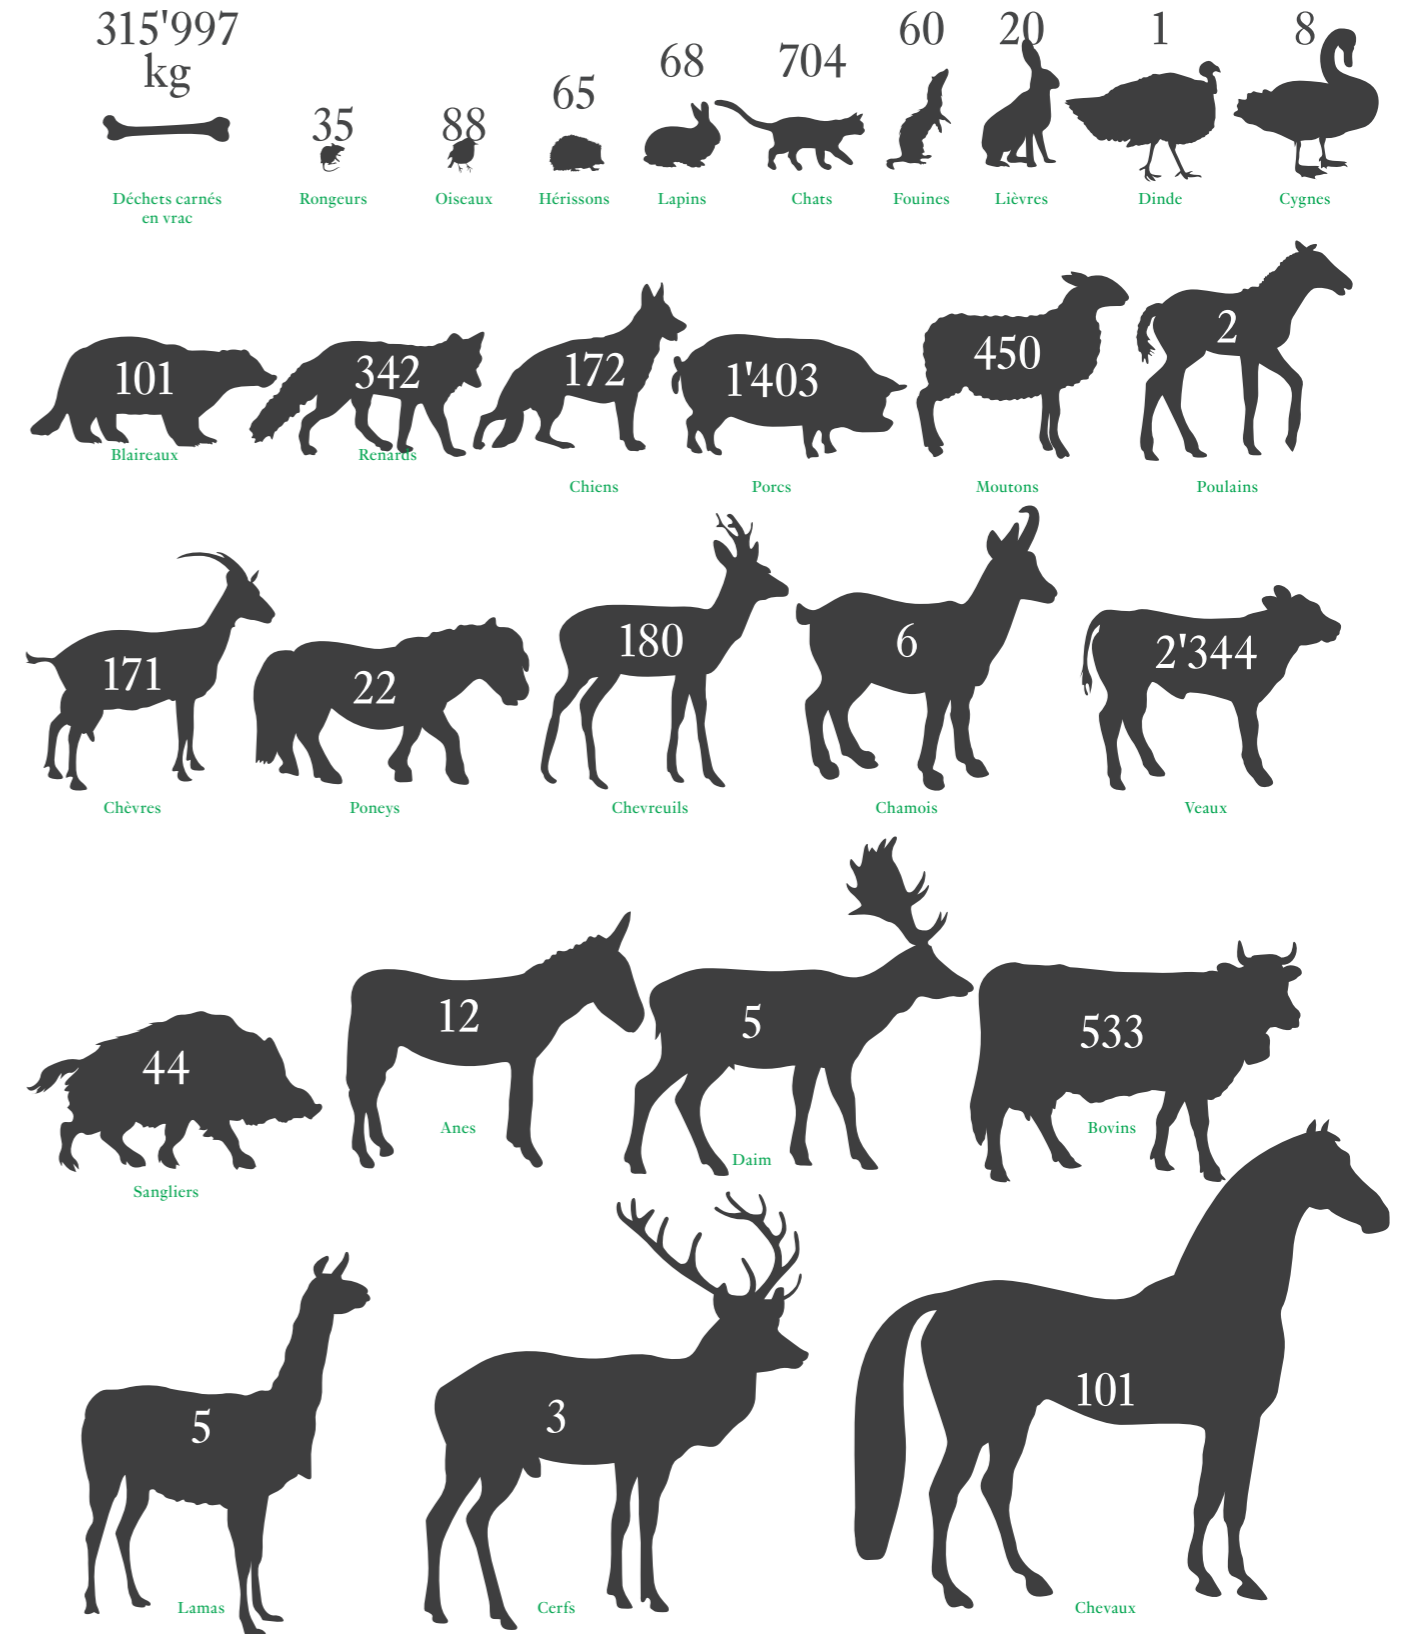 315'997
kg
35
88
65
68
704
60
20
1
8
Déchets carnés
en vrac
Rongeurs
Oiseaux
Hérissons
Lapins
Chats
Fouines
Lièvres
Dinde
Cygnes
101
342
172
1'403
450
2
Blaireaux
Renards
Chiens
Porcs
Moutons
Poulains
171
22
180
6
2'344
Chèvres
Poneys
Chevreuils
Chamois
Veaux
44
12
5
533
Sangliers
Anes
Daim
Bovins
5
3
101
Lamas
Cerfs
Chevaux